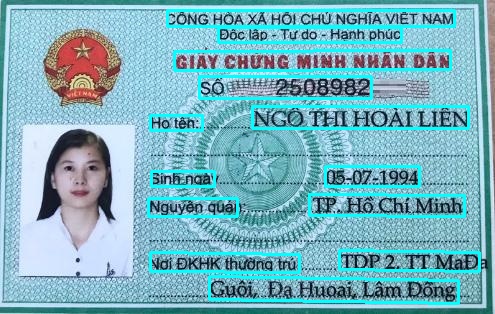 CỘNG HÒA XÃ HỘI CHỦ NGHĨA VIỆT NAM
Độc lập - Tự do - Hạnh phúc
GIẤY CHỨNG MINH NHÂN DÂN
SỐ 2508982
Họ tên: NGÔ THỊ HOÀI LIÊN
Sinh ngày 05-07-1994
Nguyên quán: TP. Hồ Chí Minh
Nơi ĐKHK thường trú TDP 2, TT MaĐa
Guôi, Đạ Huoai, Lâm Đồng
VIỆT NAM